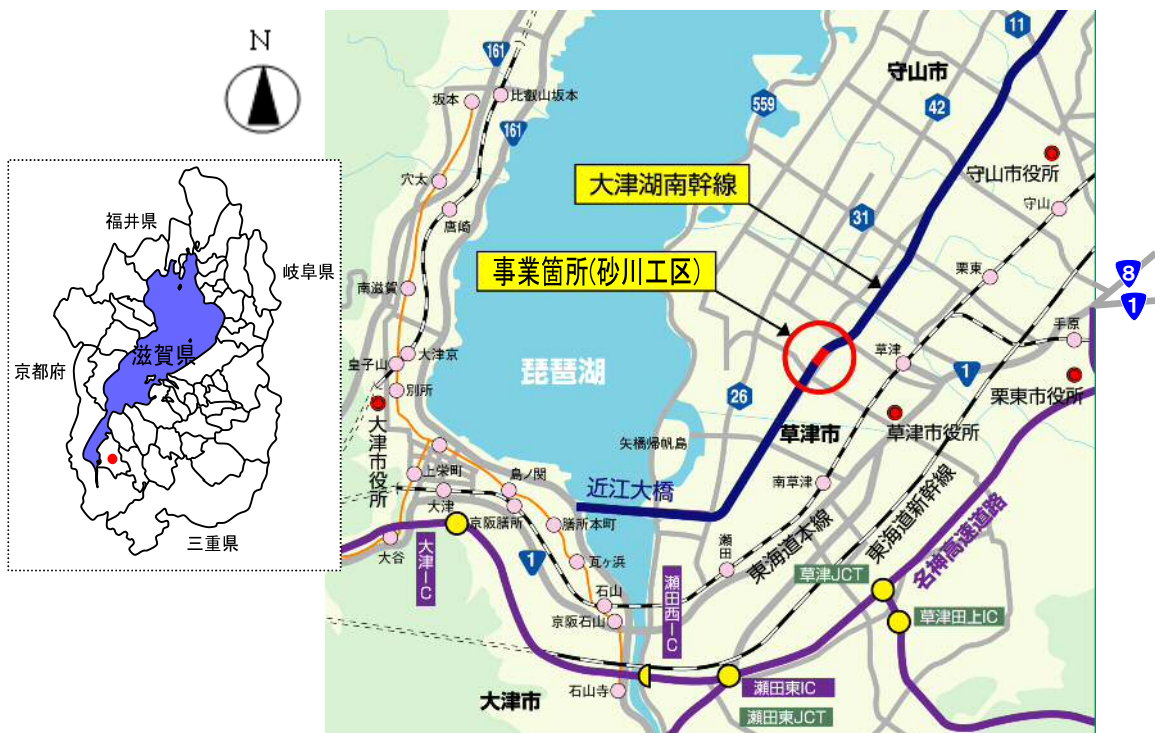 N
福井県
岐阜県
滋賀県
京都府
三重県
161
坂本
比叡山坂本
161
穴太
唐崎
南滋賀
皇子山
大津京
別所
大津市役所
上栄町
大津
島ノ関
京阪膳所
膳所本町
瓦ヶ浜
大谷
大津IC
1
石山
京阪石山
石山寺
大津市
琵琶湖
近江大橋
矢橋帰帆島
559
11
守山市
42
守山市役所
守山
大津湖南幹線
31
事業箇所(砂川工区)
栗東
8
1
手原
草津
1
栗東市役所
26
草津市
草津市役所
南草津
瀬田
東海道本線
東海道新幹線
名神高速道路
瀬田西IC
草津JCT
草津田上IC
瀬田東IC
瀬田東JCT